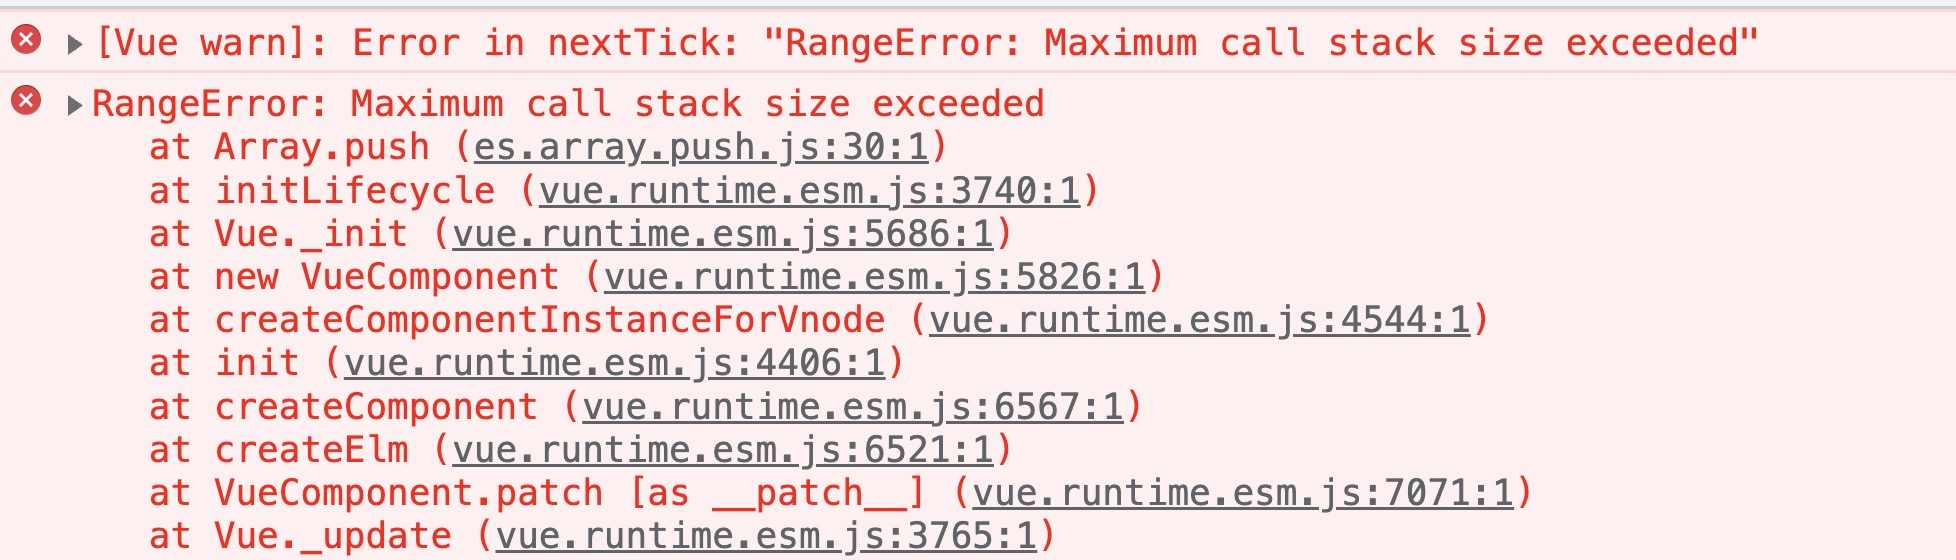 [Vue warn]: Error in nextTick: "RangeError: Maximum call stack size exceeded"
RangeError: Maximum call stack size exceeded
at Array.push (es.array.push.js:30:1)
at initLifecycle (vue.runtime.esm.js:3740:1)
at Vue._init (vue.runtime.esm.js:5686:1)
at new VueComponent (vue.runtime.esm.js:5826:1)
at createComponentInstanceForVnode (vue.runtime.esm.js:4544:1)
at init (vue.runtime.esm.js:4406:1)
at createComponent (vue.runtime.esm.js:6567:1)
at createElm (vue.runtime.esm.js:6521:1)
at VueComponent.patch [as __patch__] (vue.runtime.esm.js:7071:1)
at Vue._update (vue.runtime.esm.js:3765:1)